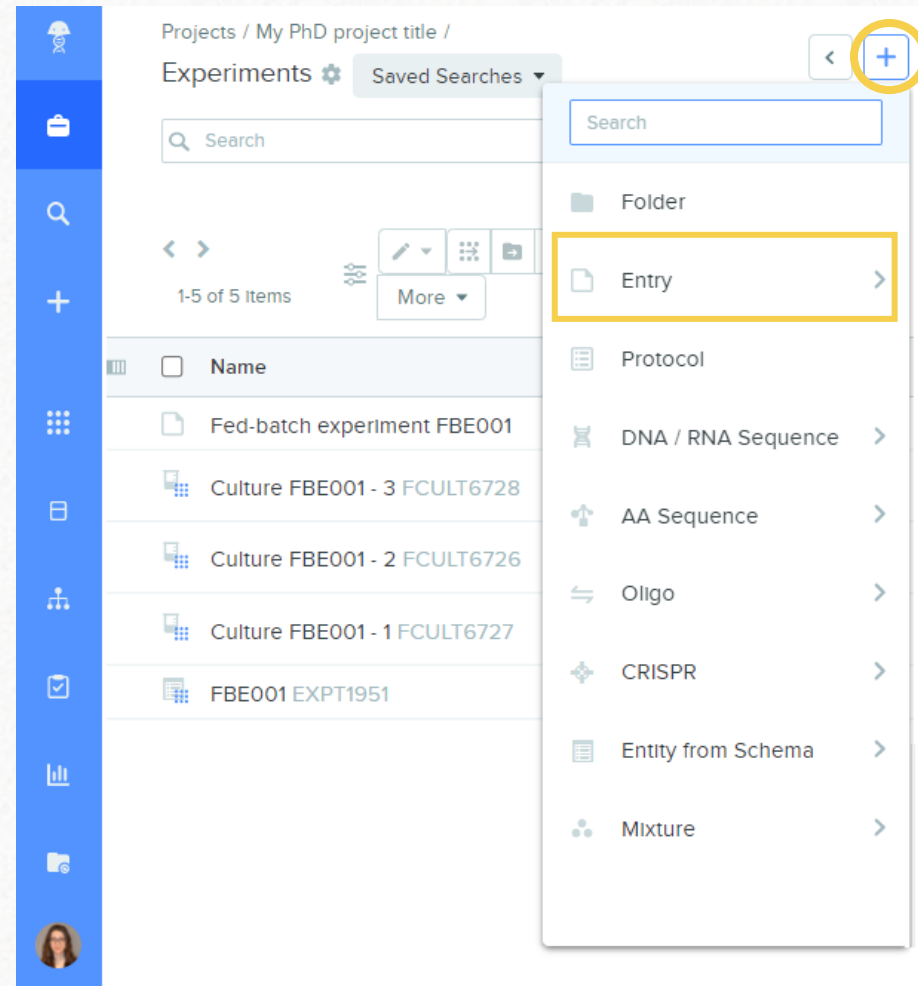 Projects / My PhD project title /
Experiments
Saved Searches
Search
1-5 of 5 items
More
Name
Fed-batch experiment FBE001
Culture FBE001 - 3 FCULT6728
Culture FBE001 - 2 FCULT6726
Culture FBE001 - 1 FCULT6727
FBE001 EXPT1951
Search
Folder
Entry
Protocol
DNA / RNA Sequence
AA Sequence
Oligo
CRISPR
Entity from Schema
Mixture